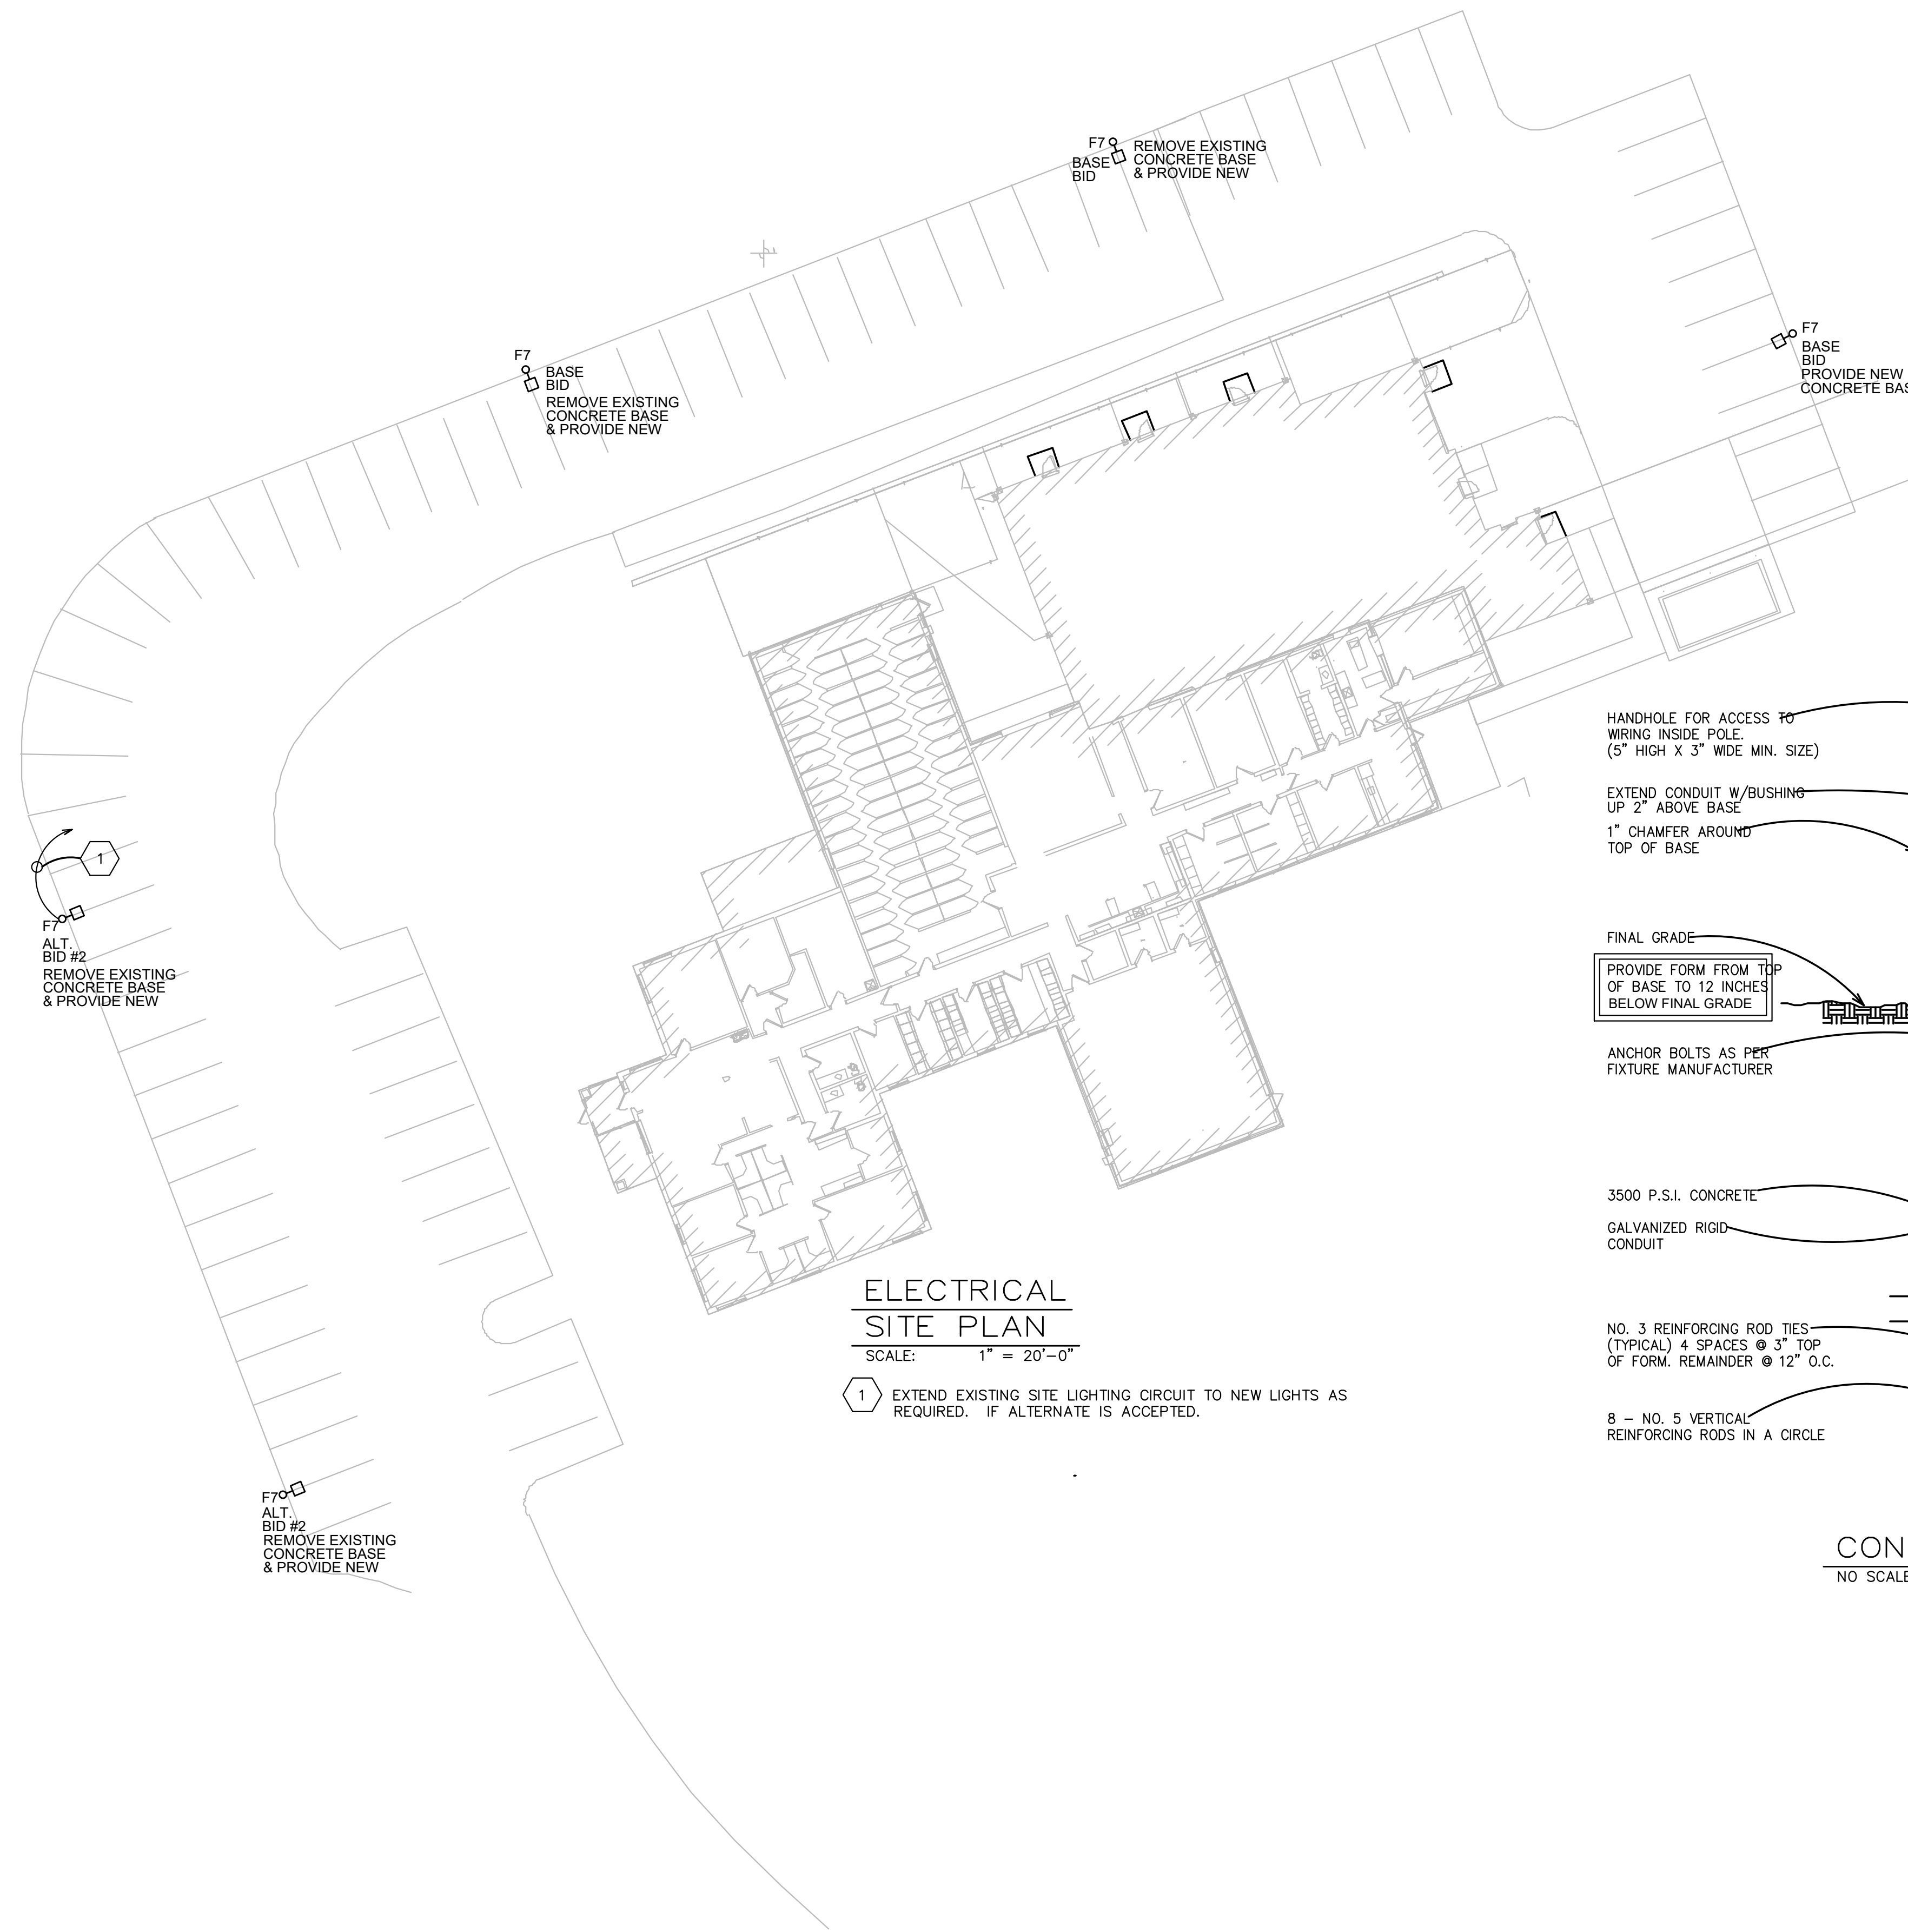 F7
BASE
BID
REMOVE EXISTING
CONCRETE BASE
& PROVIDE NEW
F7
BASE
BID
REMOVE EXISTING
CONCRETE BASE
& PROVIDE NEW
F7
BASE
BID
PROVIDE NEW
CONCRETE BAS
1
F7
ALT.
BID #2
REMOVE EXISTING
CONCRETE BASE
& PROVIDE NEW
F7
ALT.
BID #2
REMOVE EXISTING
CONCRETE BASE
& PROVIDE NEW
ELECTRICAL
SITE PLAN
SCALE: 1" = 20'-0"
1 EXTEND EXISTING SITE LIGHTING CIRCUIT TO NEW LIGHTS AS
REQUIRED. IF ALTERNATE IS ACCEPTED.
HANDHOLE FOR ACCESS TO
WIRING INSIDE POLE.
(5" HIGH X 3" WIDE MIN. SIZE)
EXTEND CONDUIT W/BUSHING
UP 2" ABOVE BASE
1" CHAMFER AROUND
TOP OF BASE
FINAL GRADE
PROVIDE FORM FROM TOP
OF BASE TO 12 INCHES
BELOW FINAL GRADE
ANCHOR BOLTS AS PER
FIXTURE MANUFACTURER
3500 P.S.I. CONCRETE
GALVANIZED RIGID
CONDUIT
NO. 3 REINFORCING ROD TIES
(TYPICAL) 4 SPACES @ 3" TOP
OF FORM. REMAINDER @ 12" O.C.
8 – NO. 5 VERTICAL
REINFORCING RODS IN A CIRCLE
CON
NO SCALE